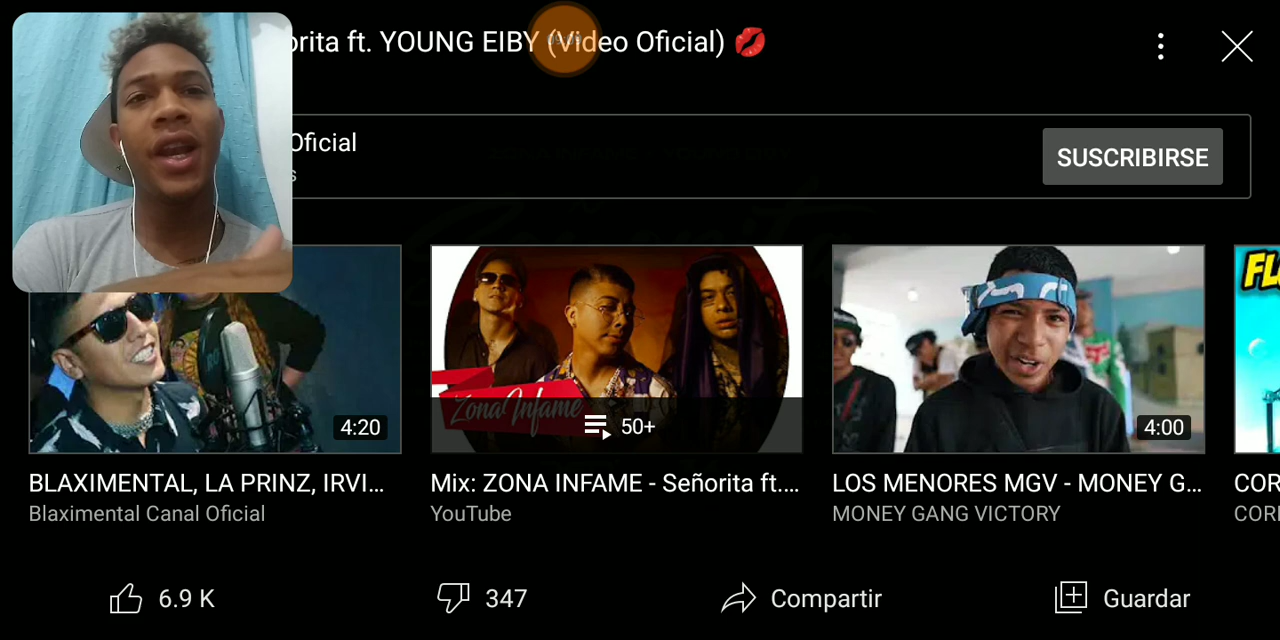 orita ft. YOUNG EIBY (Video Oficial) 💋
Oficial
s
SUSCRIBIRSE
4:20
Zona Infame
50+
4:00
FL
BLAXIMENTAL, LA PRINZ, IRVI...
Blaximental Canal Oficial
Mix: ZONA INFAME - Señorita ft....
YouTube
LOS MENORES MGV - MONEY G...
MONEY GANG VICTORY
COR
CORI
6.9 K
347
Compartir
Guardar